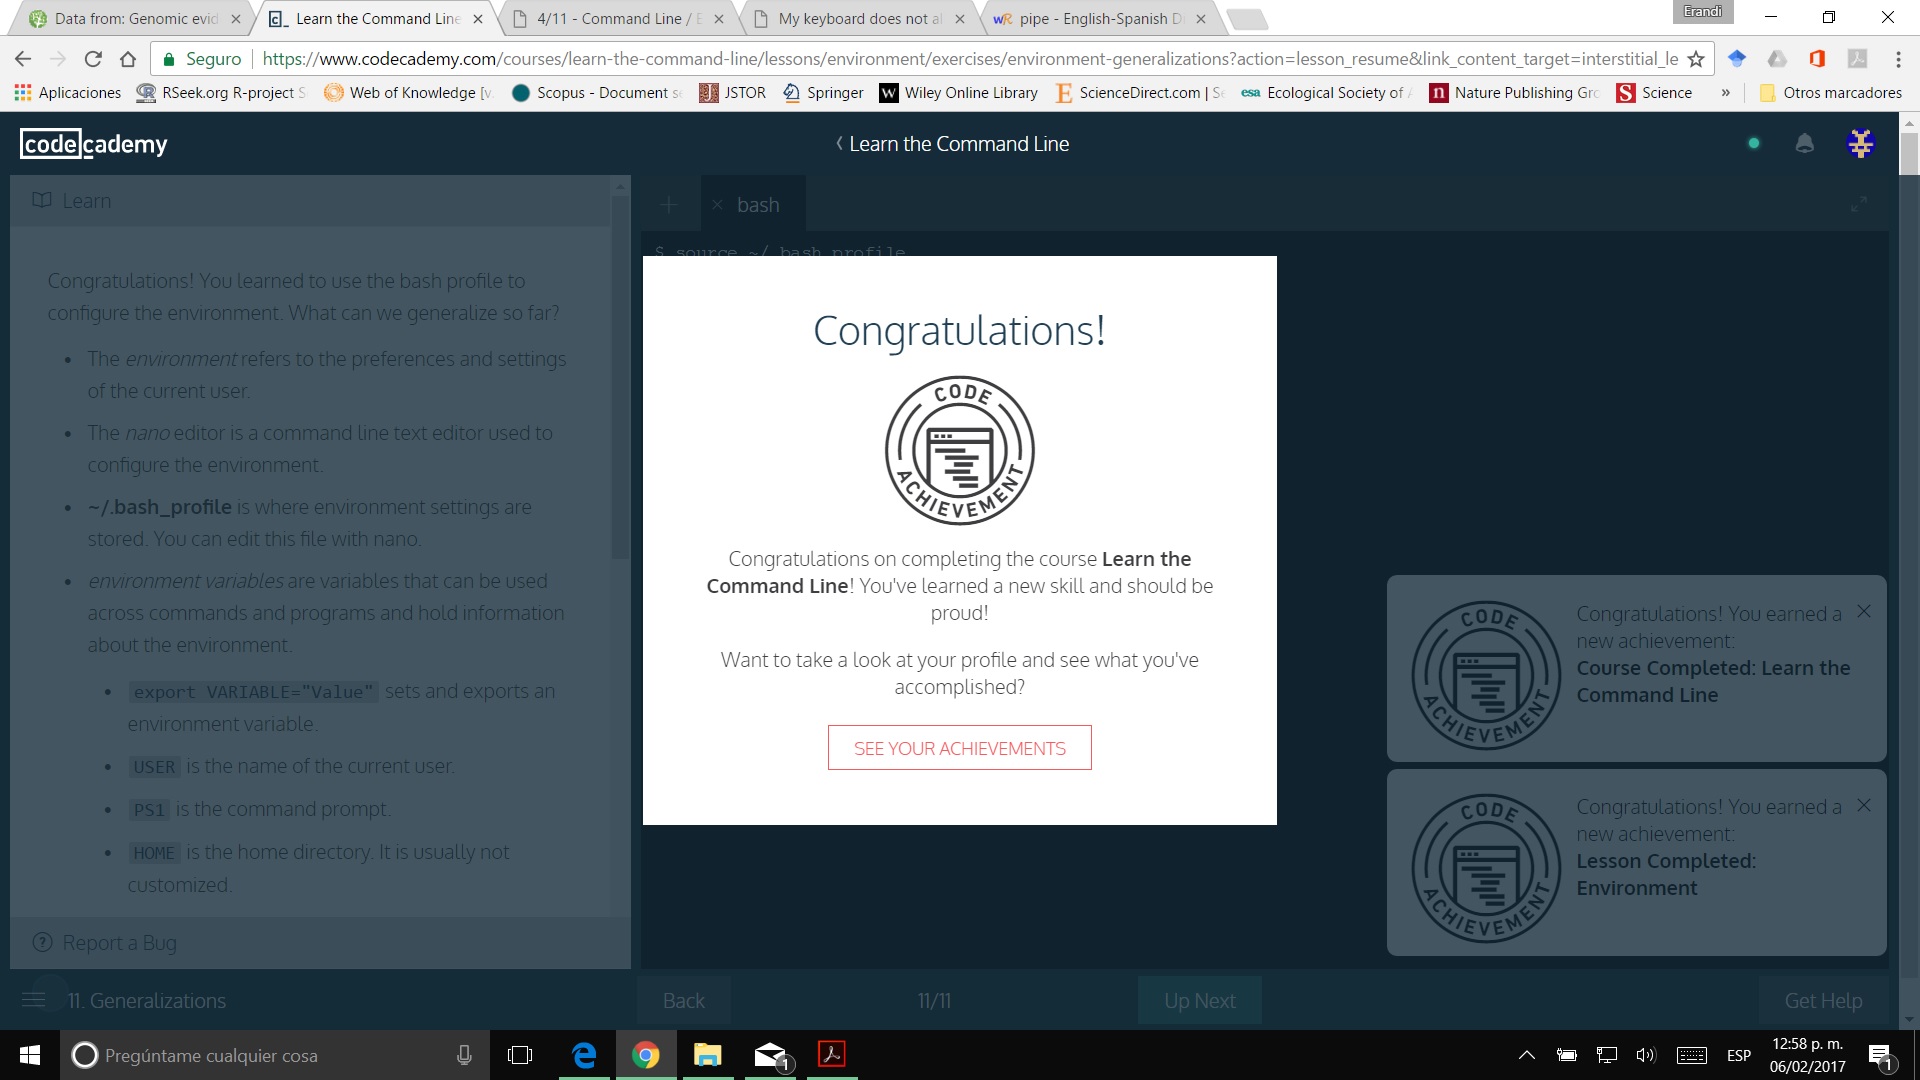 Data from: Genomic evid
Learn the Command Line
4/11 - Command Line / E
My keyboard does not al
wR pipe - English-Spanish Di
Erandi
Seguro
https://www.codecademy.com/courses/learn-the-command-line/lessons/environment/exercises/environment-generalizations?action=lesson_resume&link_content_target=interstitial_le
Aplicaciones
RSeek.org R-project S
Web of Knowledge [v.
Scopus - Document se
JSTOR
Springer
W Wiley Online Library
E ScienceDirect.com | Se
esa Ecological Society of A
n Nature Publishing Gro
S Science
»
Otros marcadores
codecademy
Learn the Command Line
Learn
bash
$ source ~/.bash_profile
Congratulations! You learned to use the bash profile to
configure the environment. What can we generalize so far?
• The environment refers to the preferences and settings
of the current user.
• The nano editor is a command line text editor used to
configure the environment.
• ~/.bash_profile is where environment settings are
stored. You can edit this file with nano.
• environment variables are variables that can be used
across commands and programs and hold information
about the environment.
• export VARIABLE="Value" sets and exports an
environment variable.
• USER is the name of the current user.
• PS1 is the command prompt.
• HOME is the home directory. It is usually not
customized.
Report a Bug
Congratulations!
CODE
ACHIEVEMENT
Congratulations on completing the course Learn the
Command Line! You've learned a new skill and should be
proud!
Want to take a look at your profile and see what you've
accomplished?
SEE YOUR ACHIEVEMENTS
CODE
ACHIEVEMENT
Congratulations! You earned a
new achievement:
Course Completed: Learn the
Command Line
CODE
ACHIEVEMENT
Congratulations! You earned a
new achievement:
Lesson Completed:
Environment
11. Generalizations
Back
11/11
Up Next
Get Help
Pregúntame cualquier cosa
1
ESP
12:58 p. m.
06/02/2017
1